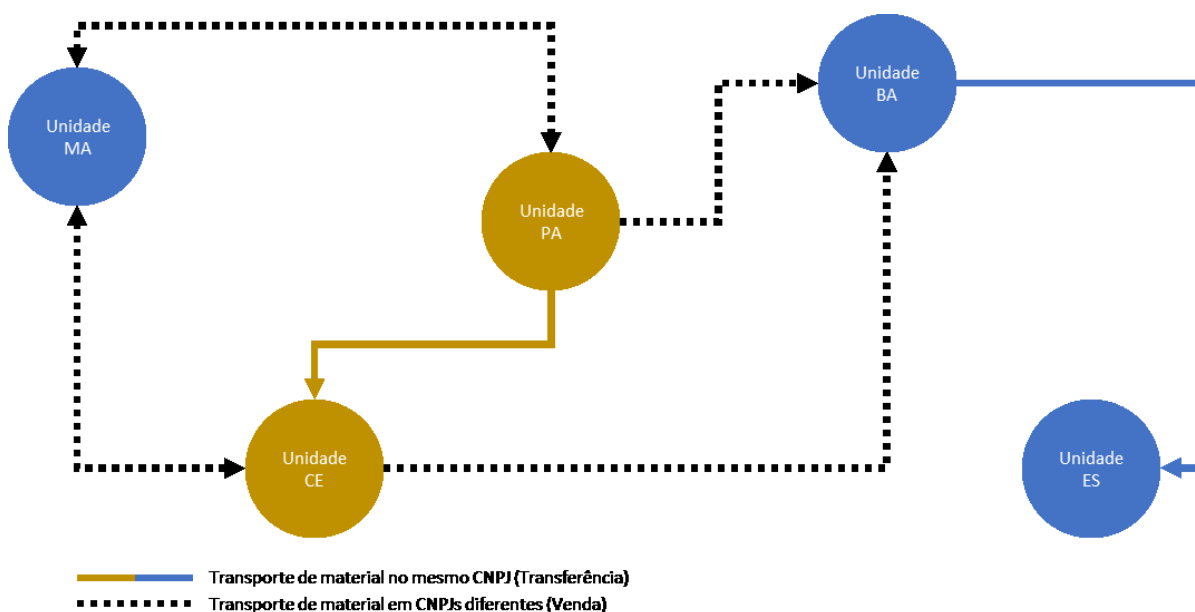 Unidade
BA
Unidade
MA
Unidade
PA
Unidade
CE
Unidade
ES
Transporte de material no mesmo CNPJ (Transferência)
Transporte de material em CNPJs diferentes (Venda)